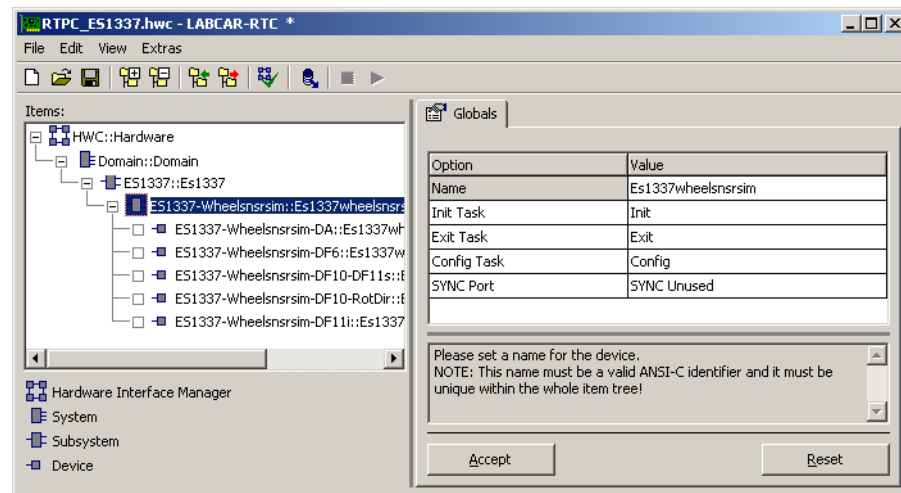 RTPC_ES1337.hwc - LABCAR-RTC *
File Edit View Extras
Items:
HWC::Hardware
Domain::Domain
ES1337::Es1337
ES1337-Wheelsnsrsim::Es1337wheelsnsrs
ES1337-Wheelsnsrsim-DA::Es1337wh
ES1337-Wheelsnsrsim-DF6::Es1337w
ES1337-Wheelsnsrsim-DF10-DF11s::E
ES1337-Wheelsnsrsim-DF10-RotDir::E
ES1337-Wheelsnsrsim-DF11i::Es1337
Hardware Interface Manager
System
Subsystem
Device
Globals
Option Value
Name Es1337wheelsnsrsim
Init Task Init
Exit Task Exit
Config Task Config
SYNC Port SYNC Unused
Please set a name for the device.
NOTE: This name must be a valid ANSI-C identifier and it must be
unique within the whole item tree!
Accept Reset